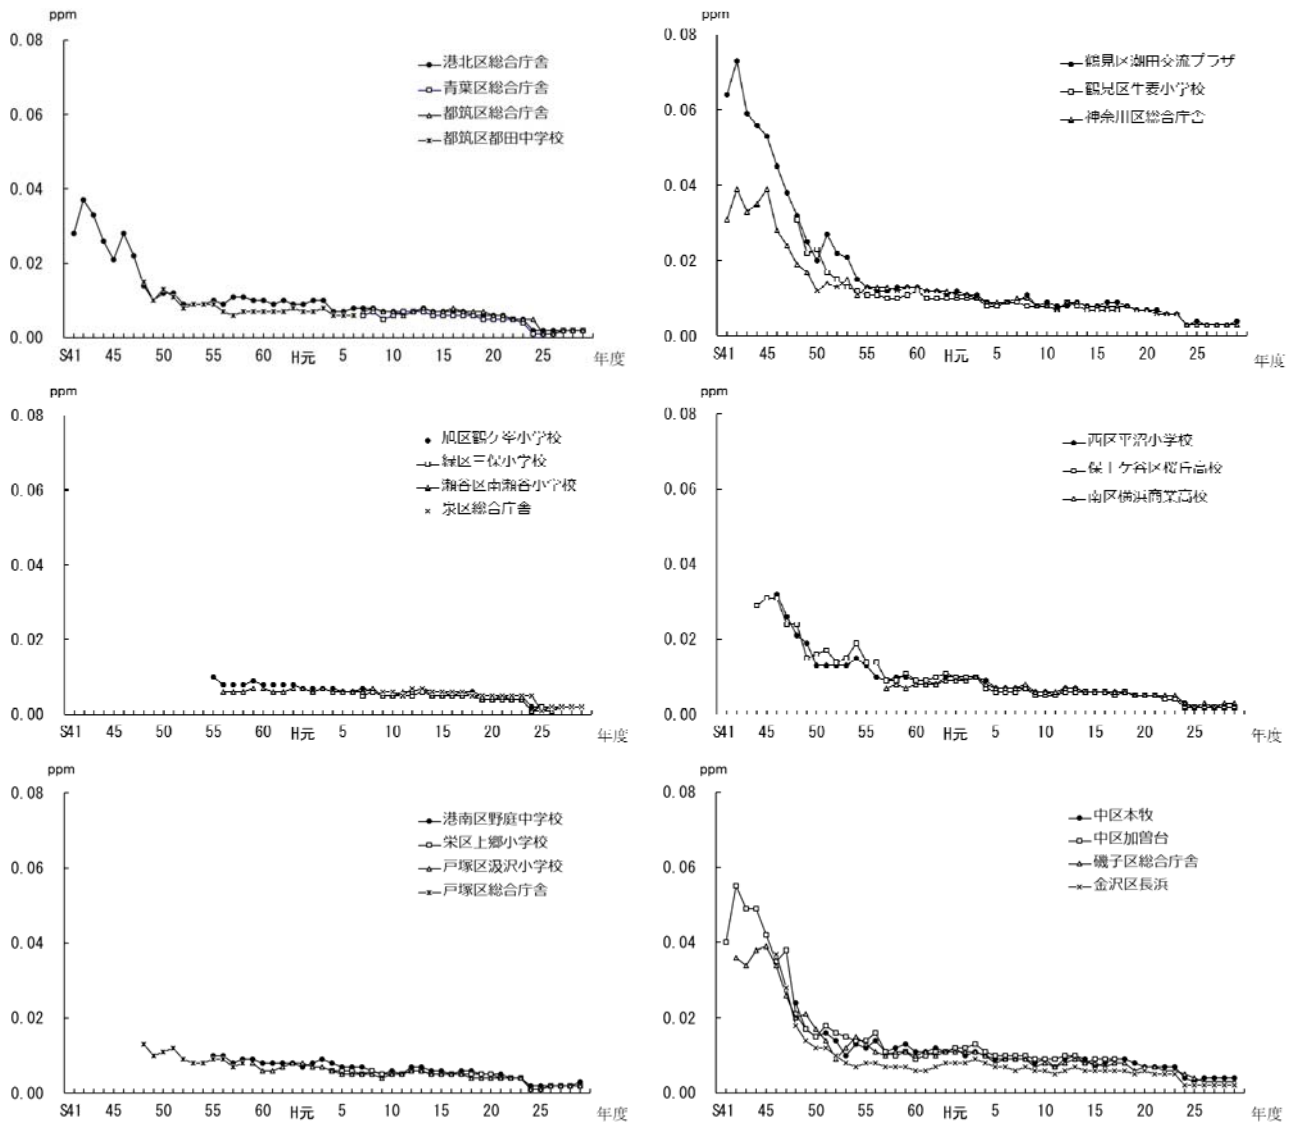 ppm
0.08
0.06
0.04
0.02
0.00
港北区総合庁舎
青葉区総合庁舎
都筑区総合庁舎
都筑区都田中学校
S41 45 50 55 60 H元 5 10 15 20 25 年度
ppm
0.08
0.06
0.04
0.02
0.00
鶴見区潮田交流プラザ
鶴見区生麦小学校
神奈川区総合庁舎
S41 45 50 55 60 H元 5 10 15 20 25 年度
ppm
0.08
0.06
0.04
0.02
0.00
旭区鶴ケ峯小学校
緑区三保小学校
瀬谷区南瀬谷小学校
泉区総合庁舎
S41 45 50 55 60 H元 5 10 15 20 25 年度
ppm
0.08
0.06
0.04
0.02
0.00
西区平沼小学校
保土ケ谷区桜丘高校
南区横浜商業高校
S41 45 50 55 60 H元 5 10 15 20 25 年度
ppm
0.08
0.06
0.04
0.02
0.00
港南区野庭中学校
栄区上郷小学校
戸塚区汲沢小学校
戸塚区総合庁舎
S41 45 50 55 60 H元 5 10 15 20 25 年度
ppm
0.08
0.06
0.04
0.02
0.00
中区本牧
中区加曽台
磯子区総合庁舎
金沢区長浜
S41 45 50 55 60 H元 5 10 15 20 25 年度